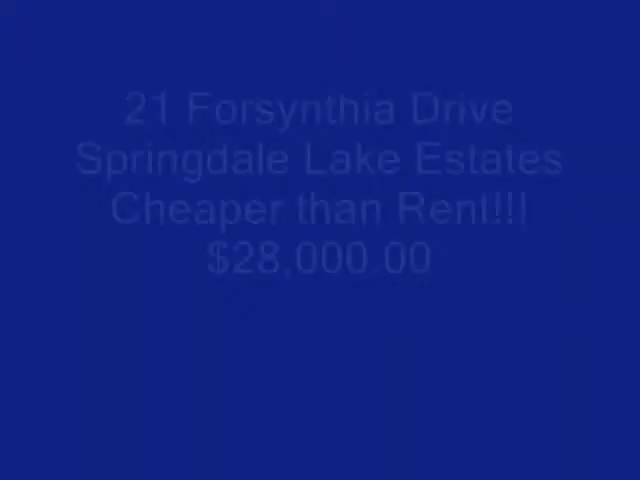 21 Forsynthia Drive
Springdale Lake Estates
Cheaper than Rent!!!
$28,000.00